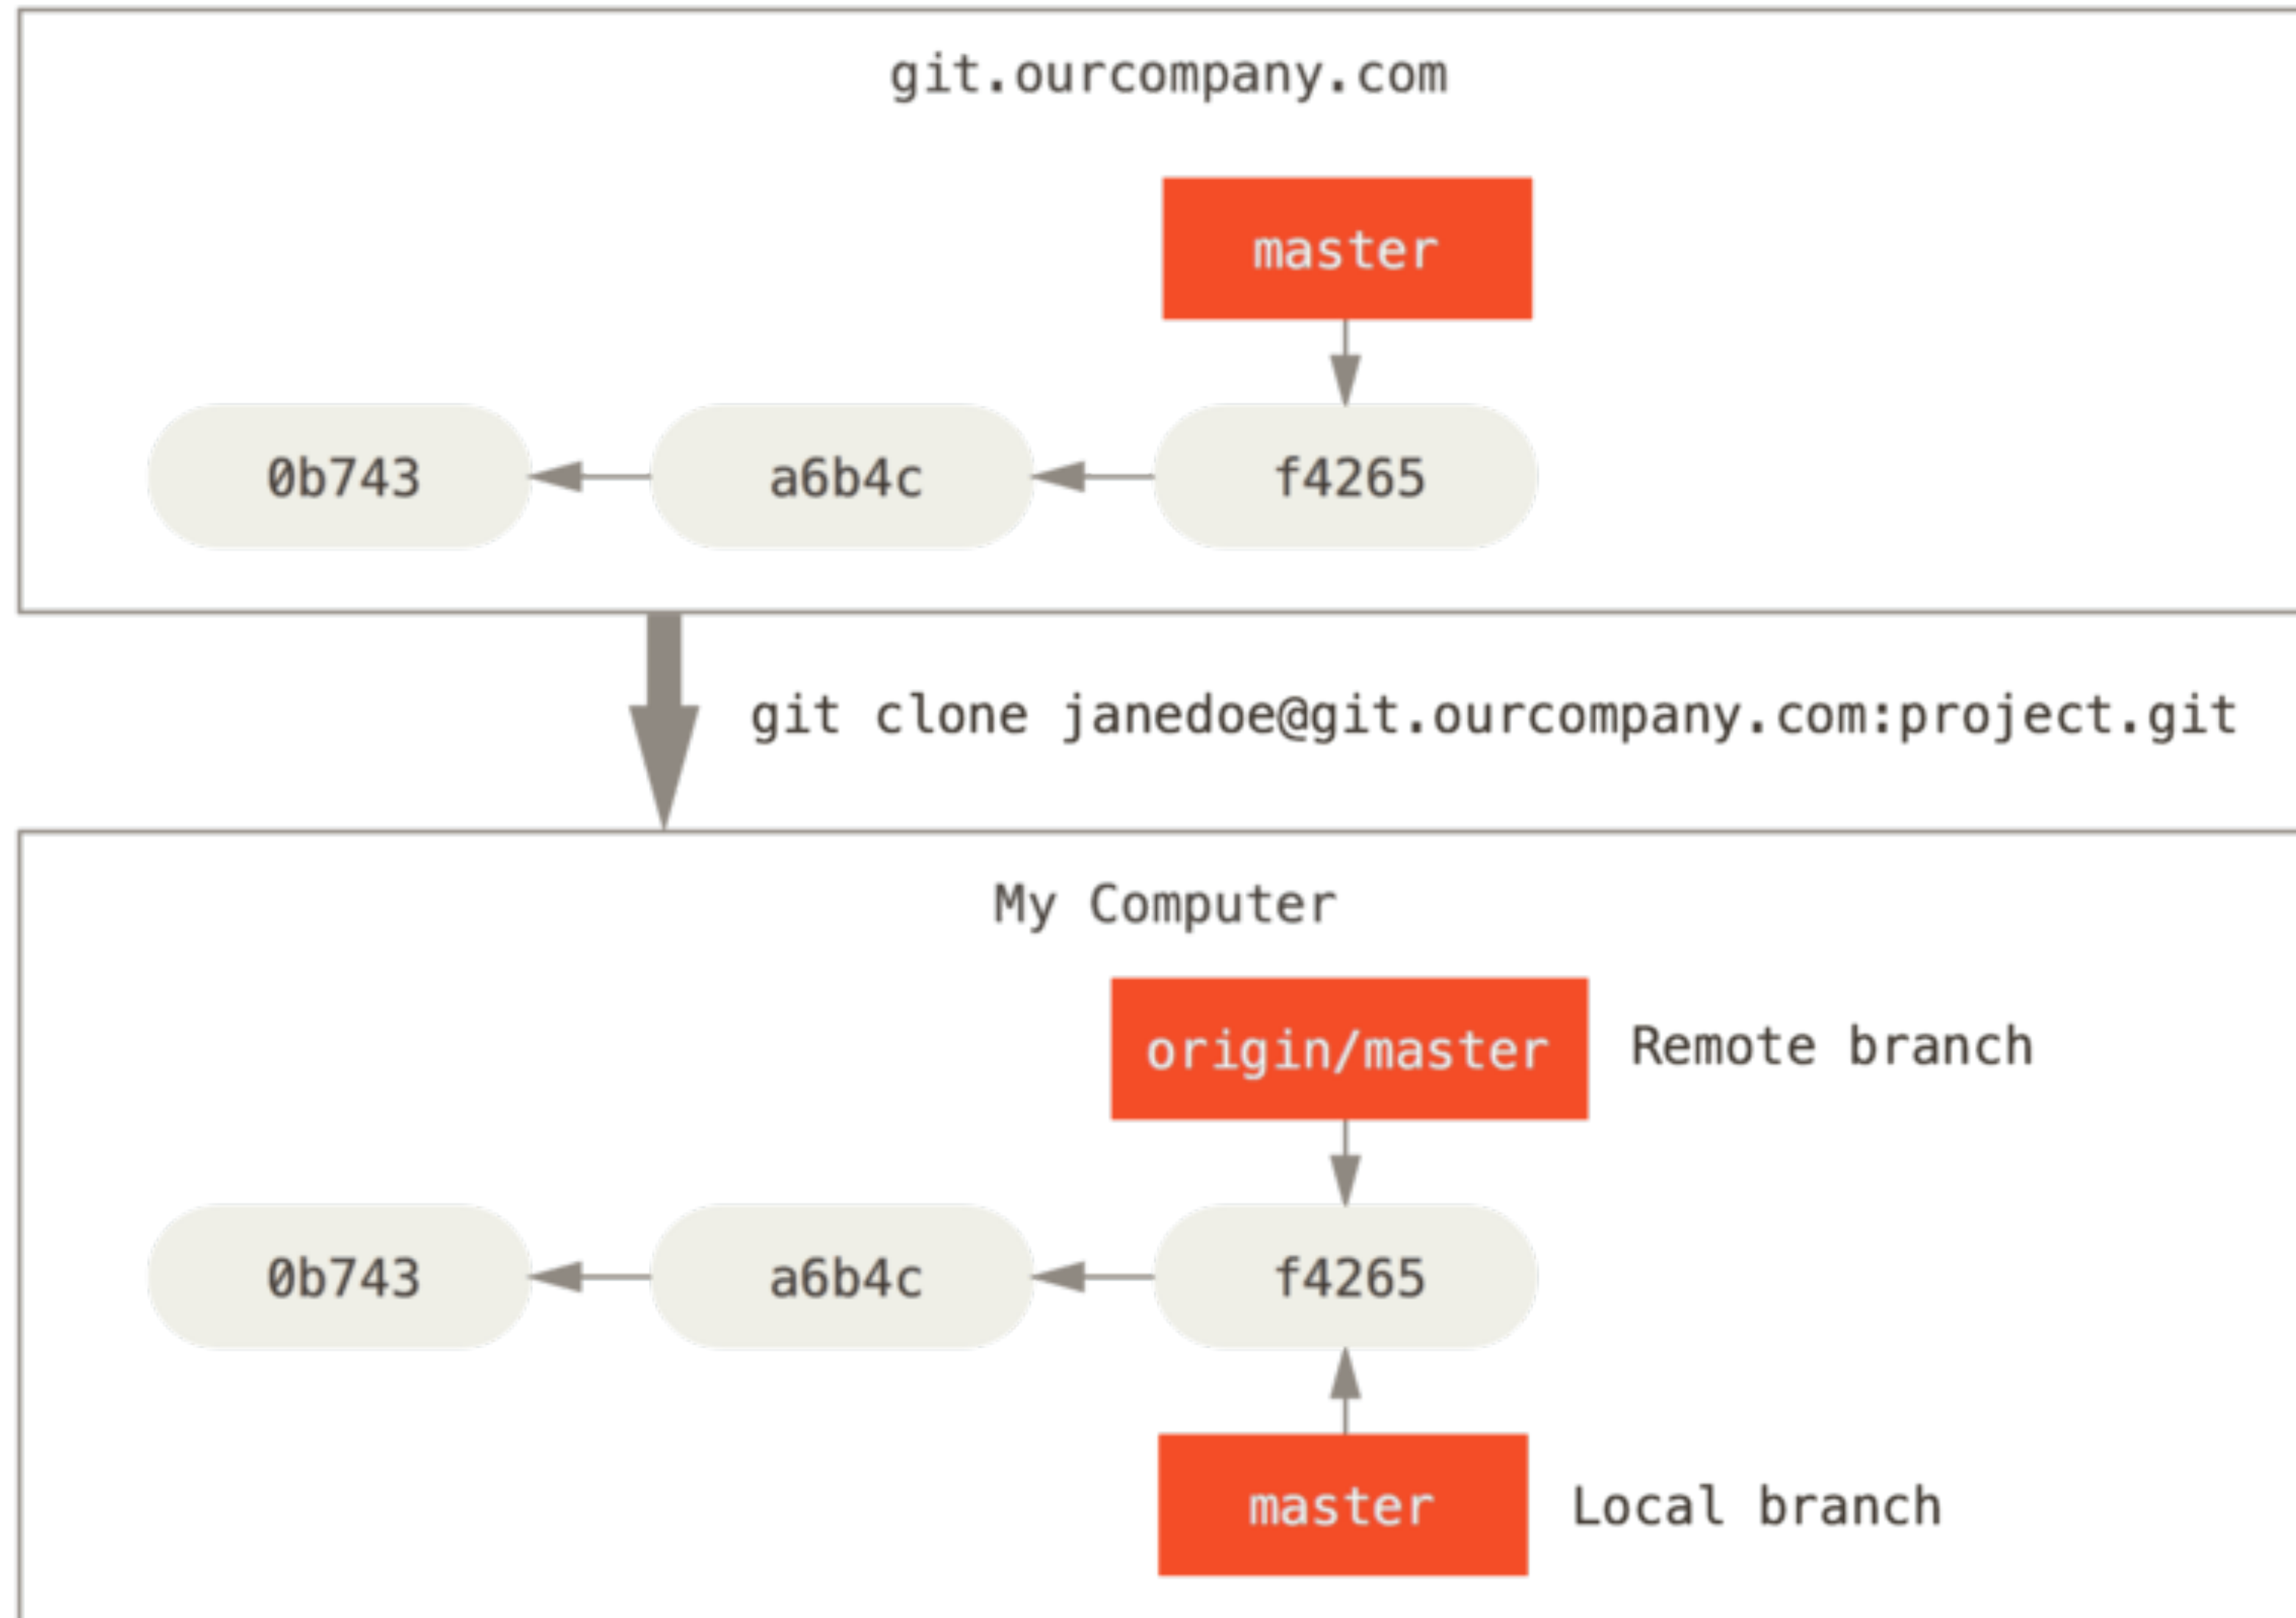 git.ourcompany.com
master
0b743 a6b4c f4265
git clone janedoe@git.ourcompany.com:project.git
My Computer
origin/master Remote branch
0b743 a6b4c f4265
master Local branch